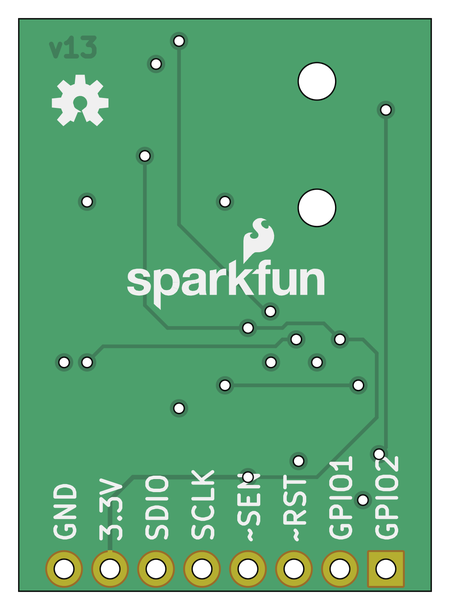 v13
sparkfun
GND
3.3V
SDIO
SCLK
~SEN
~RST
GPIO1
GPIO2